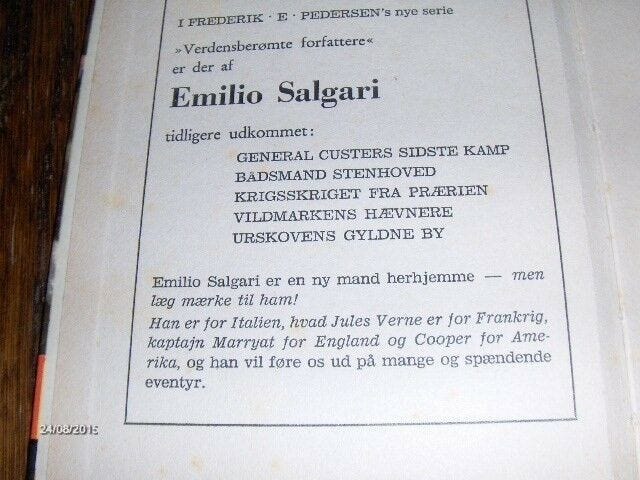 I FREDERIK · E · PEDERSEN's nye serie
»Verdensberømte forfattere«
er der af
Emilio Salgari
tidligere udkommet:
GENERAL CUSTERS SIDSTE KAMP
BADSMAND STENHOVED
KRIGSSKRIGET FRA PRÆRIEN
VILDMARKENS HÆVNERE
URSKOVENS GYLDNE BY
Emilio Salgari er en ny mand herhjemme — men
læg mærke til ham!
Han er for Italien, hvad Jules Verne er for Frankrig,
kaptajn Marryat for England og Cooper for Ame-
rika, og han vil føre os ud på mange og spændende
eventyr.
24/08/2015